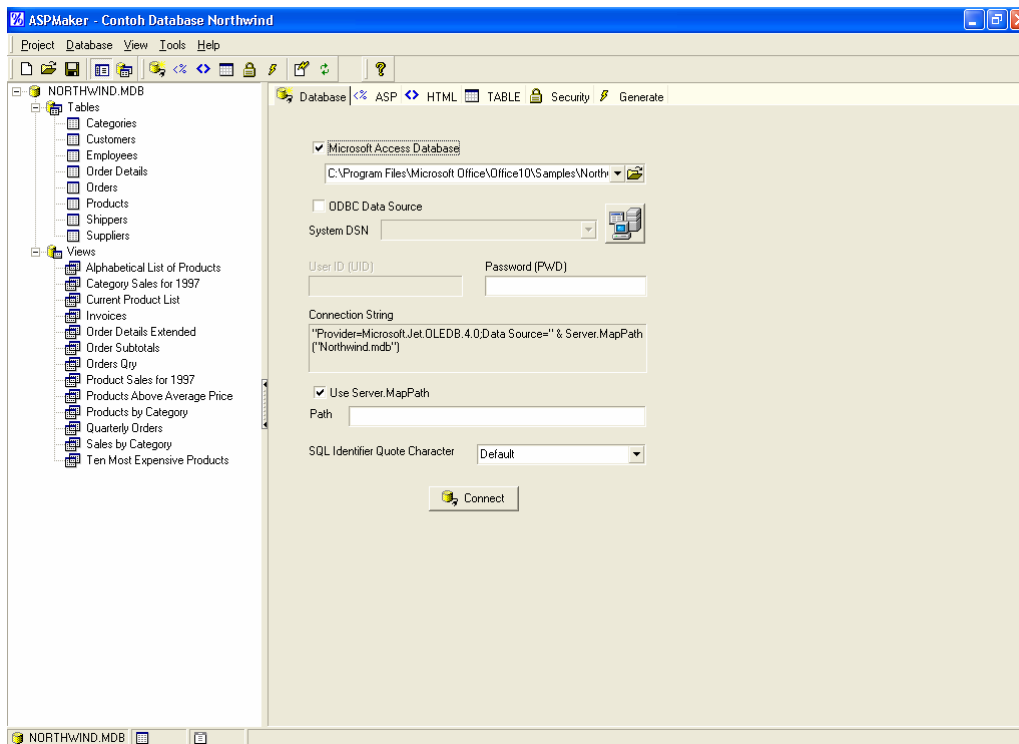 ASPMaker - Contoh Database Northwind
Project Database View Tools Help
NORTHWIND.MDB
Tables
Categories
Customers
Employees
Order Details
Orders
Products
Shippers
Suppliers
Views
Alphabetical List of Products
Category Sales for 1997
Current Product List
Invoices
Order Details Extended
Order Subtotals
Orders Qry
Product Sales for 1997
Products Above Average Price
Products by Category
Quarterly Orders
Sales by Category
Ten Most Expensive Products
Database ASP HTML TABLE Security Generate
Microsoft Access Database
C:\Program Files\Microsoft Office\Office10\Samples\North
ODBC Data Source
System DSN
User ID (UID) Password (PWD)
Connection String
"Provider=Microsoft.Jet.OLEDB.4.0;Data Source=" & Server.MapPath
("Northwind.mdb")
Use Server.MapPath
Path
SQL Identifier Quote Character Default
Connect
NORTHWIND.MDB